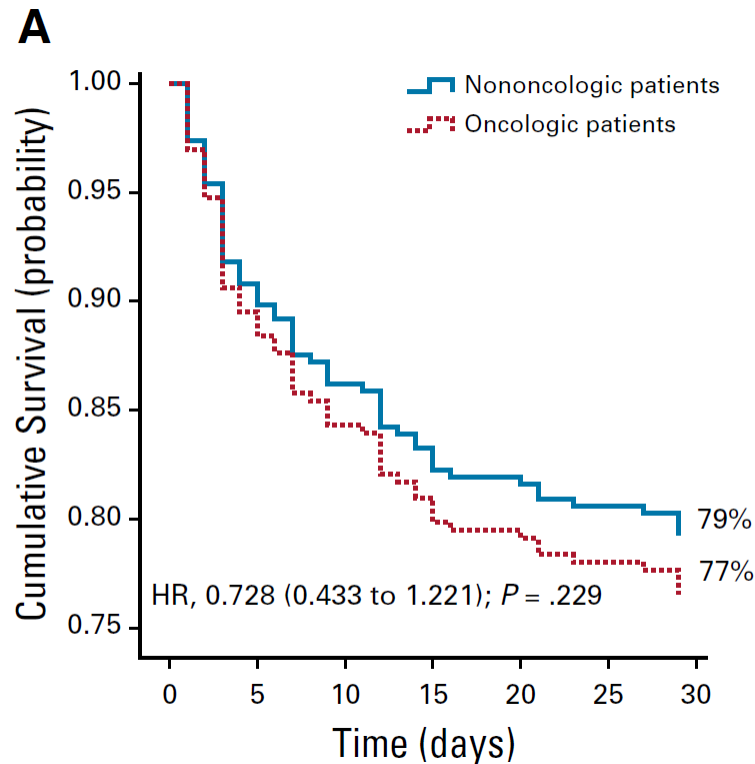 A
Cumulative Survival (probability)
1.00
0.95
0.90
0.85
0.80
0.75
Nononcologic patients
Oncologic patients
79%
77%
HR, 0.728 (0.433 to 1.221); P = .229
0 5 10 15 20 25 30
Time (days)